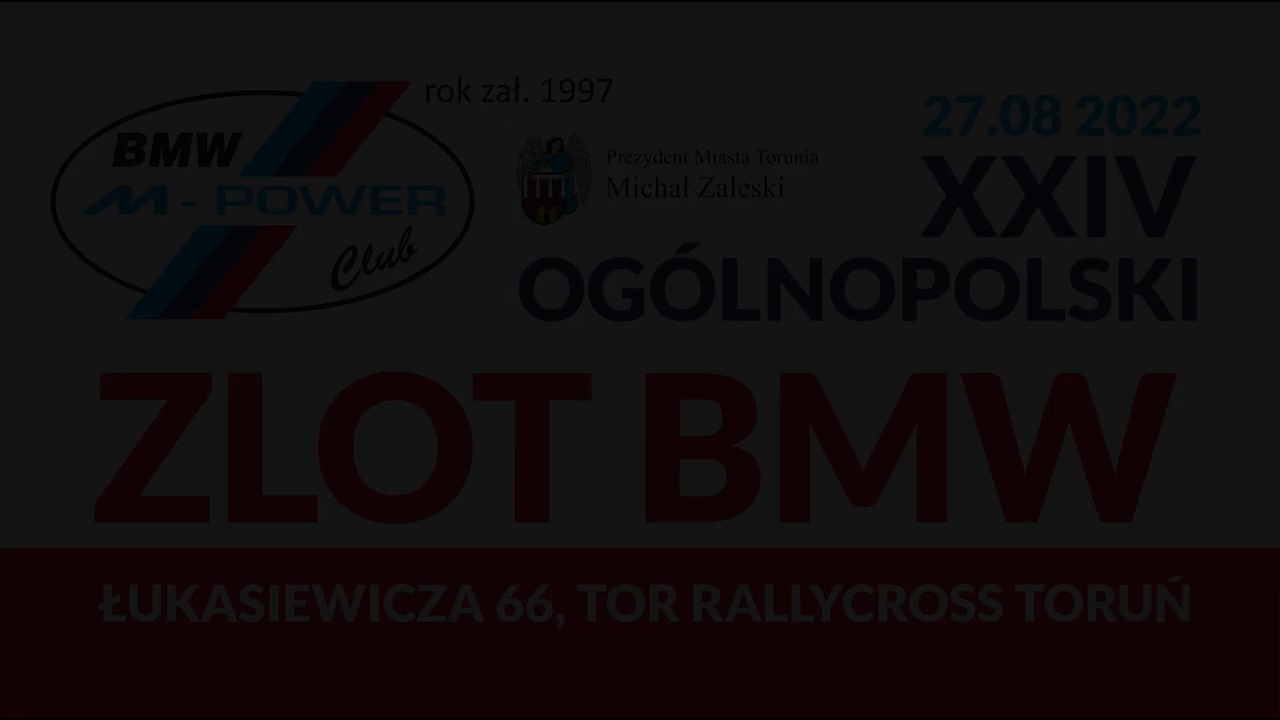 rok zał. 1997
BMW
M - POWER
Club
Prezydent Miasta Torunia
Michał Zaleski
27.08 2022
XXIV
OGÓLNOPOLSKI
ZLOT BMW
ŁUKASIEWICZA 66, TOR RALLYCROSS TORUŃ